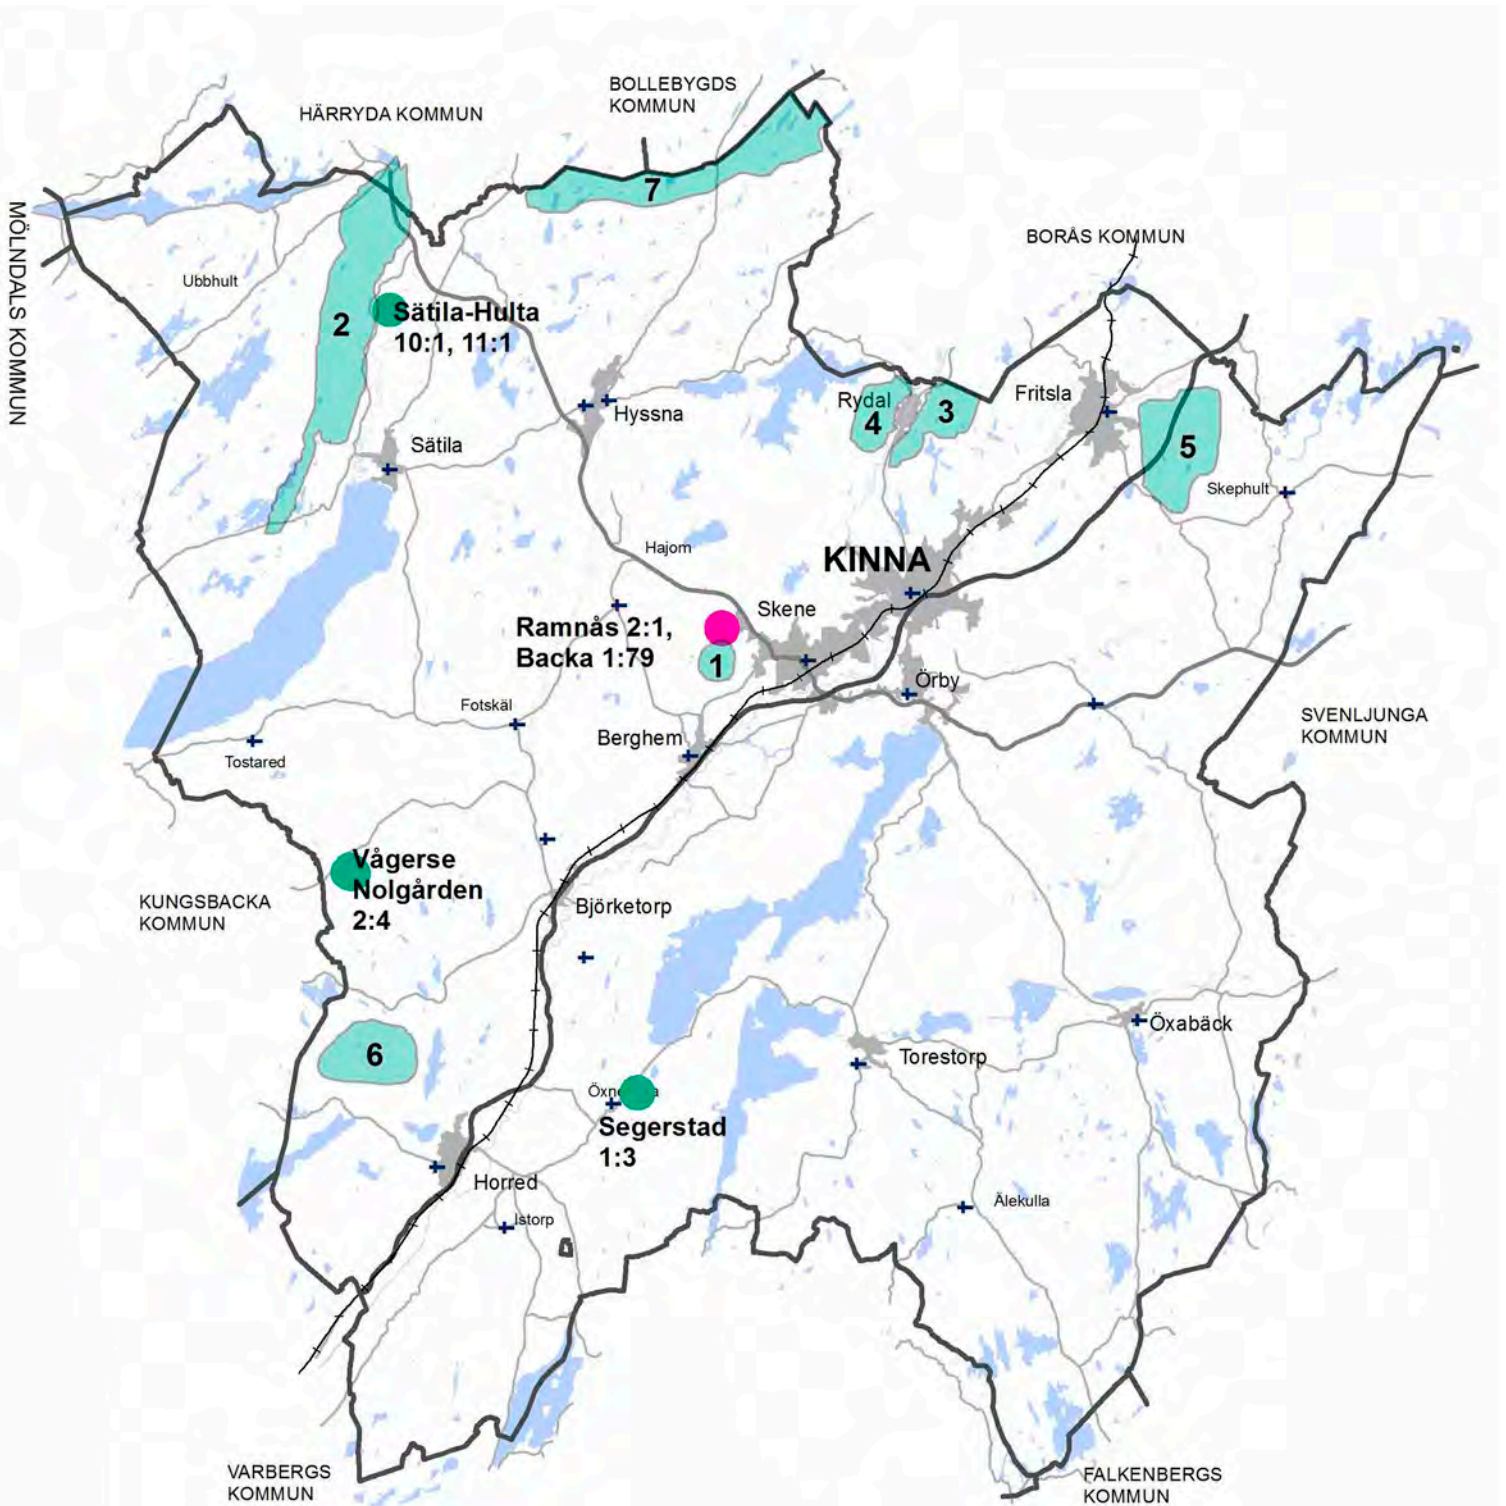 BOLLEBYGDS
KOMMUN
HÄRRYDA KOMMUN
7
MÖLNDALS KOMMUN
BORÅS KOMMUN
Ubbhult
2
Sätila-Hulta
10:1, 11:1
Rydal
4
3
Fritsla
5
Hyssna
Sätila
Skephult
Hajom
KINNA
Skene
Ramnås 2:1,
Backa 1:79
1
Örby
Fotskäl
Berghem
Tostared
SVENLJUNGA
KOMMUN
Vågerse
Nolgården
2:4
KUNGSBACKA
KOMMUN
Björketorp
6
Öxabäck
Torestorp
Segerstad
1:3
Horred
Istorp
Älekulla
VARBERGS
KOMMUN
FALKENBERGS
KOMMUN